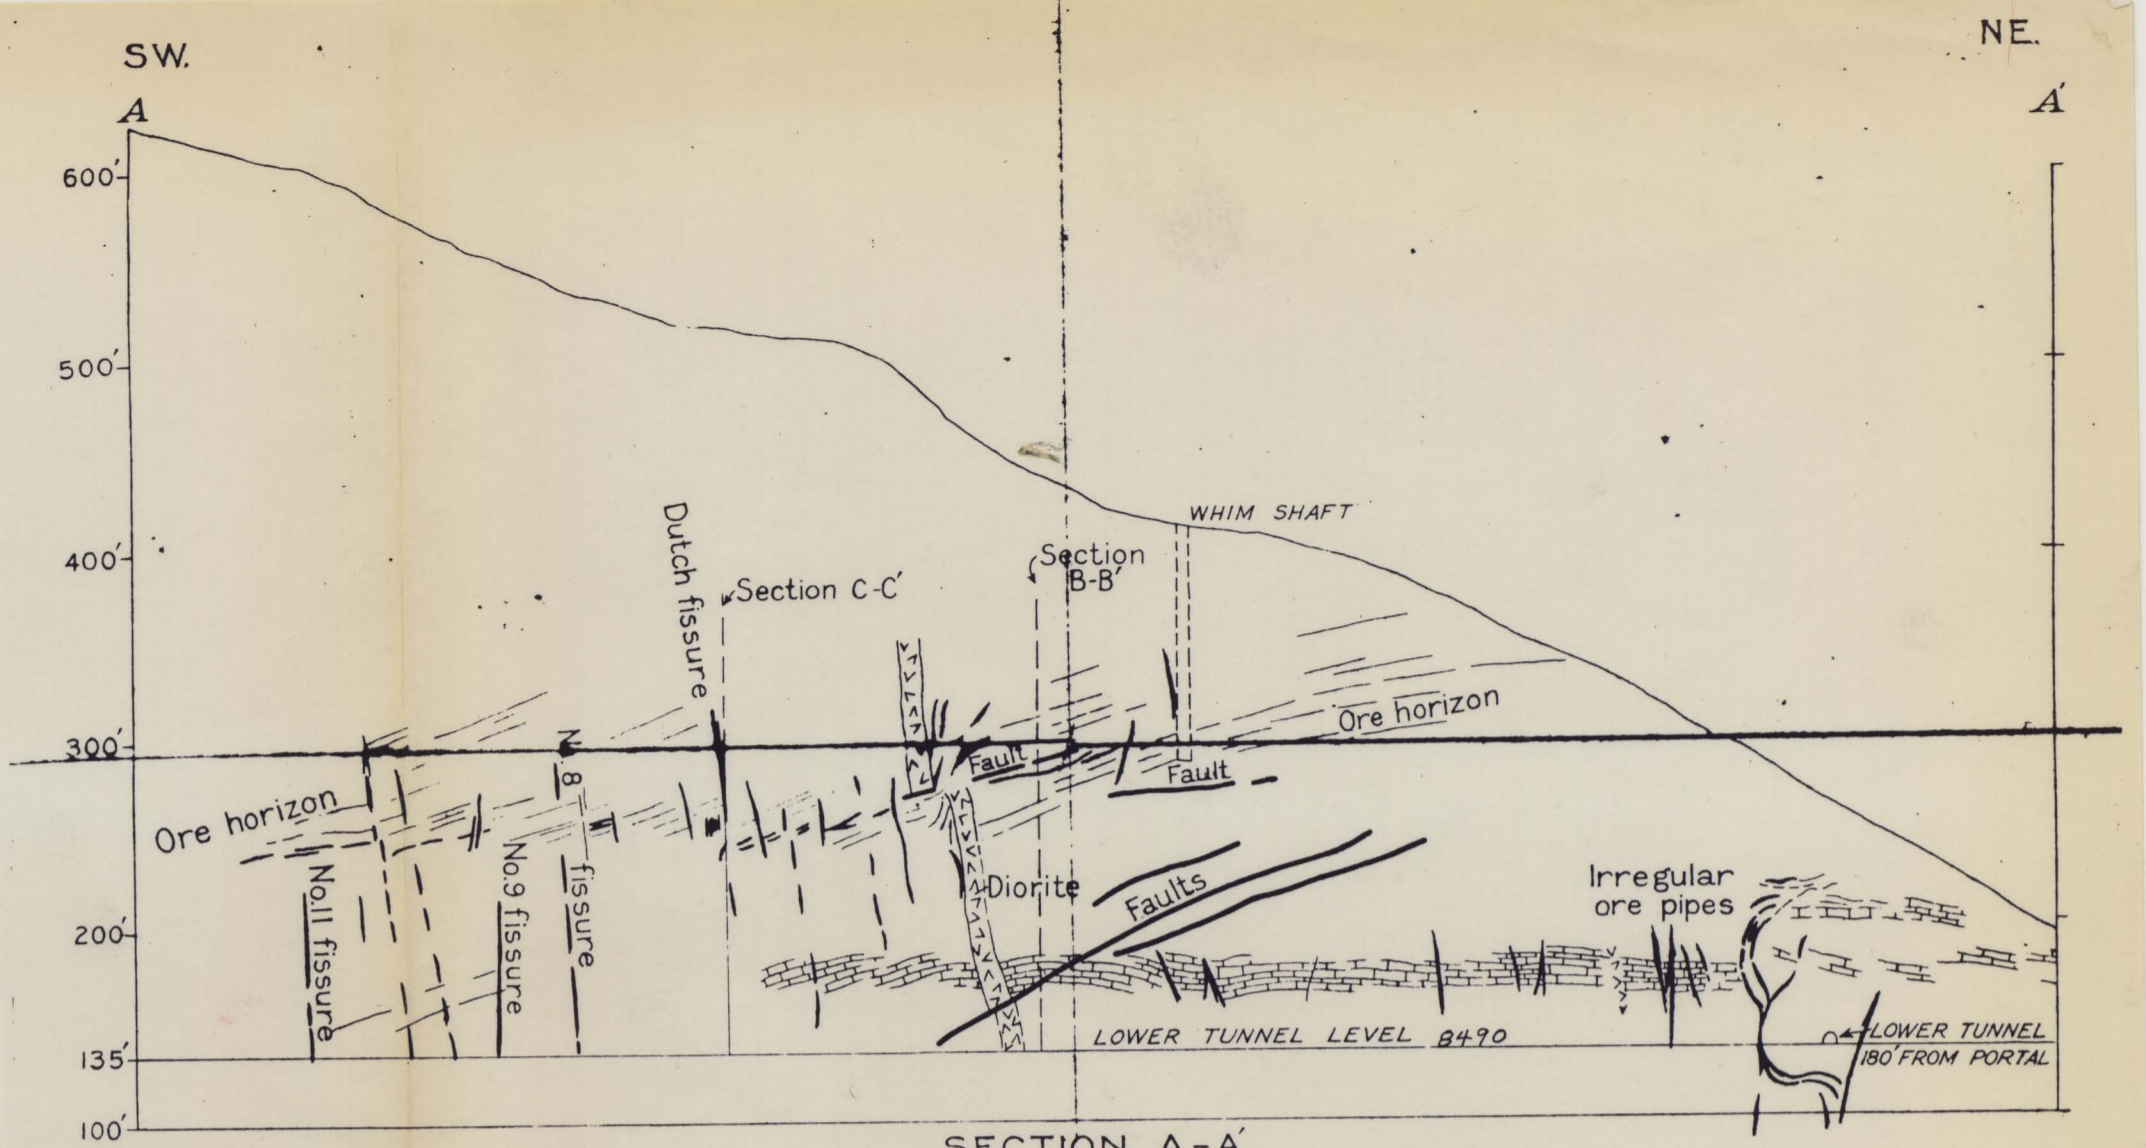 SW.
NE.
A
A'
600'
500'
400'
300'
200'
135'
100'
WHIM SHAFT
Section
B-B'
Section C-C'
Dutch fissure
Ore horizon
Fault
Fault
Ore horizon
No. 8 fissure
No.11 fissure
No.9 fissure
Diorite
Faults
Irregular
ore pipes
LOWER TUNNEL LEVEL 8490
LOWER TUNNEL
180' FROM PORTAL
SECTION A-A'